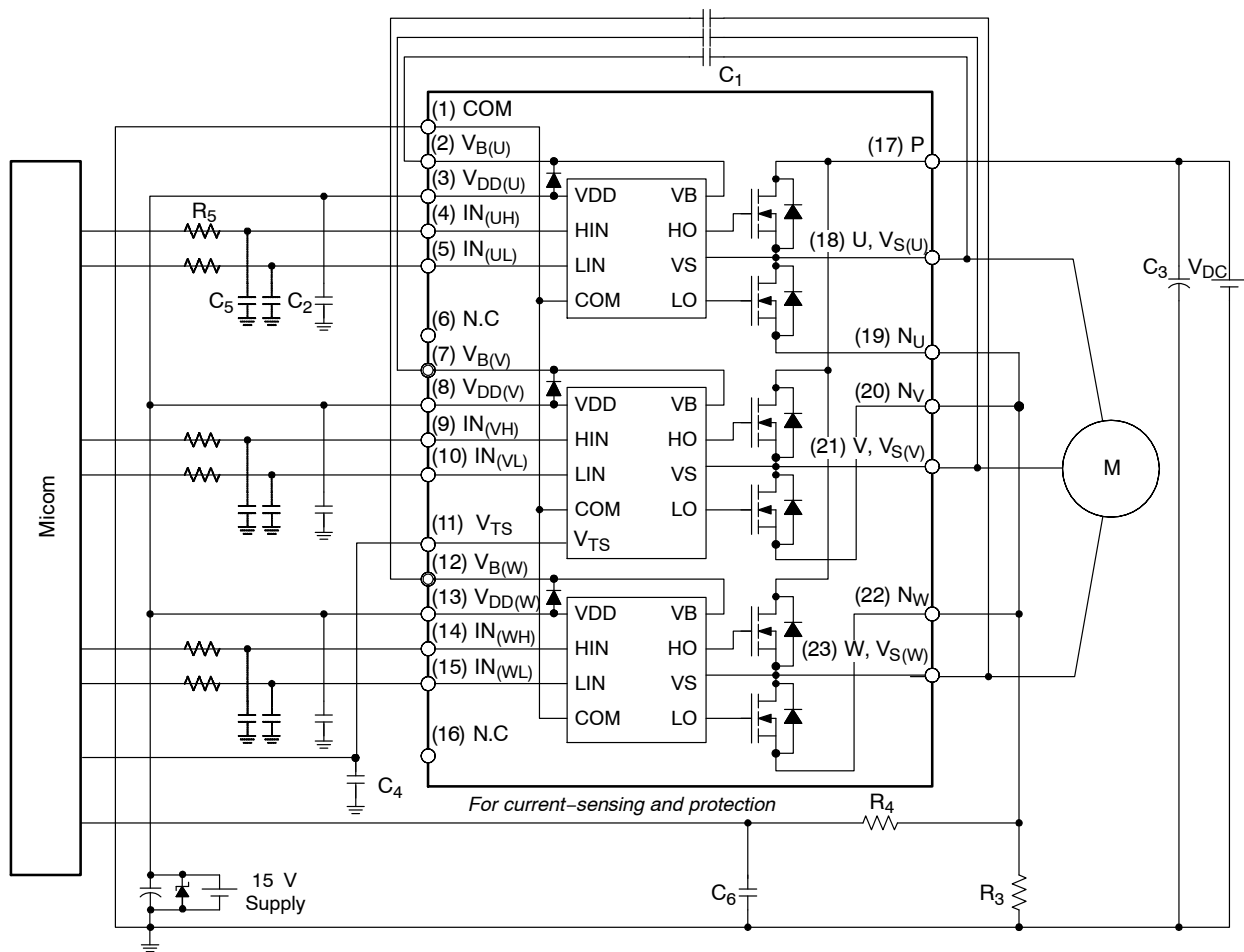 C1
(1) COM
(2) VB(U)
(3) VDD(U)
(4) IN(UH)
(5) IN(UL)
(6) N.C
(7) VB(V)
(8) VDD(V)
(9) IN(VH)
(10) IN(VL)
(11) VTS
(12) VB(W)
(13) VDD(W)
(14) IN(WH)
(15) IN(WL)
(16) N.C
VDD VB
HIN HO
LIN VS
COM LO
VDD VB
HIN HO
LIN VS
COM LO
VTS
VDD VB
HIN HO
LIN VS
COM LO
(17) P
(18) U, VS(U)
(19) NU
(20) NV
(21) V, VS(V)
(22) NW
(23) W, VS(W)
Micom
R5
C5
C2
C3
VDC
M
C4
For current–sensing and protection
R4
15 V
Supply
C6
R3